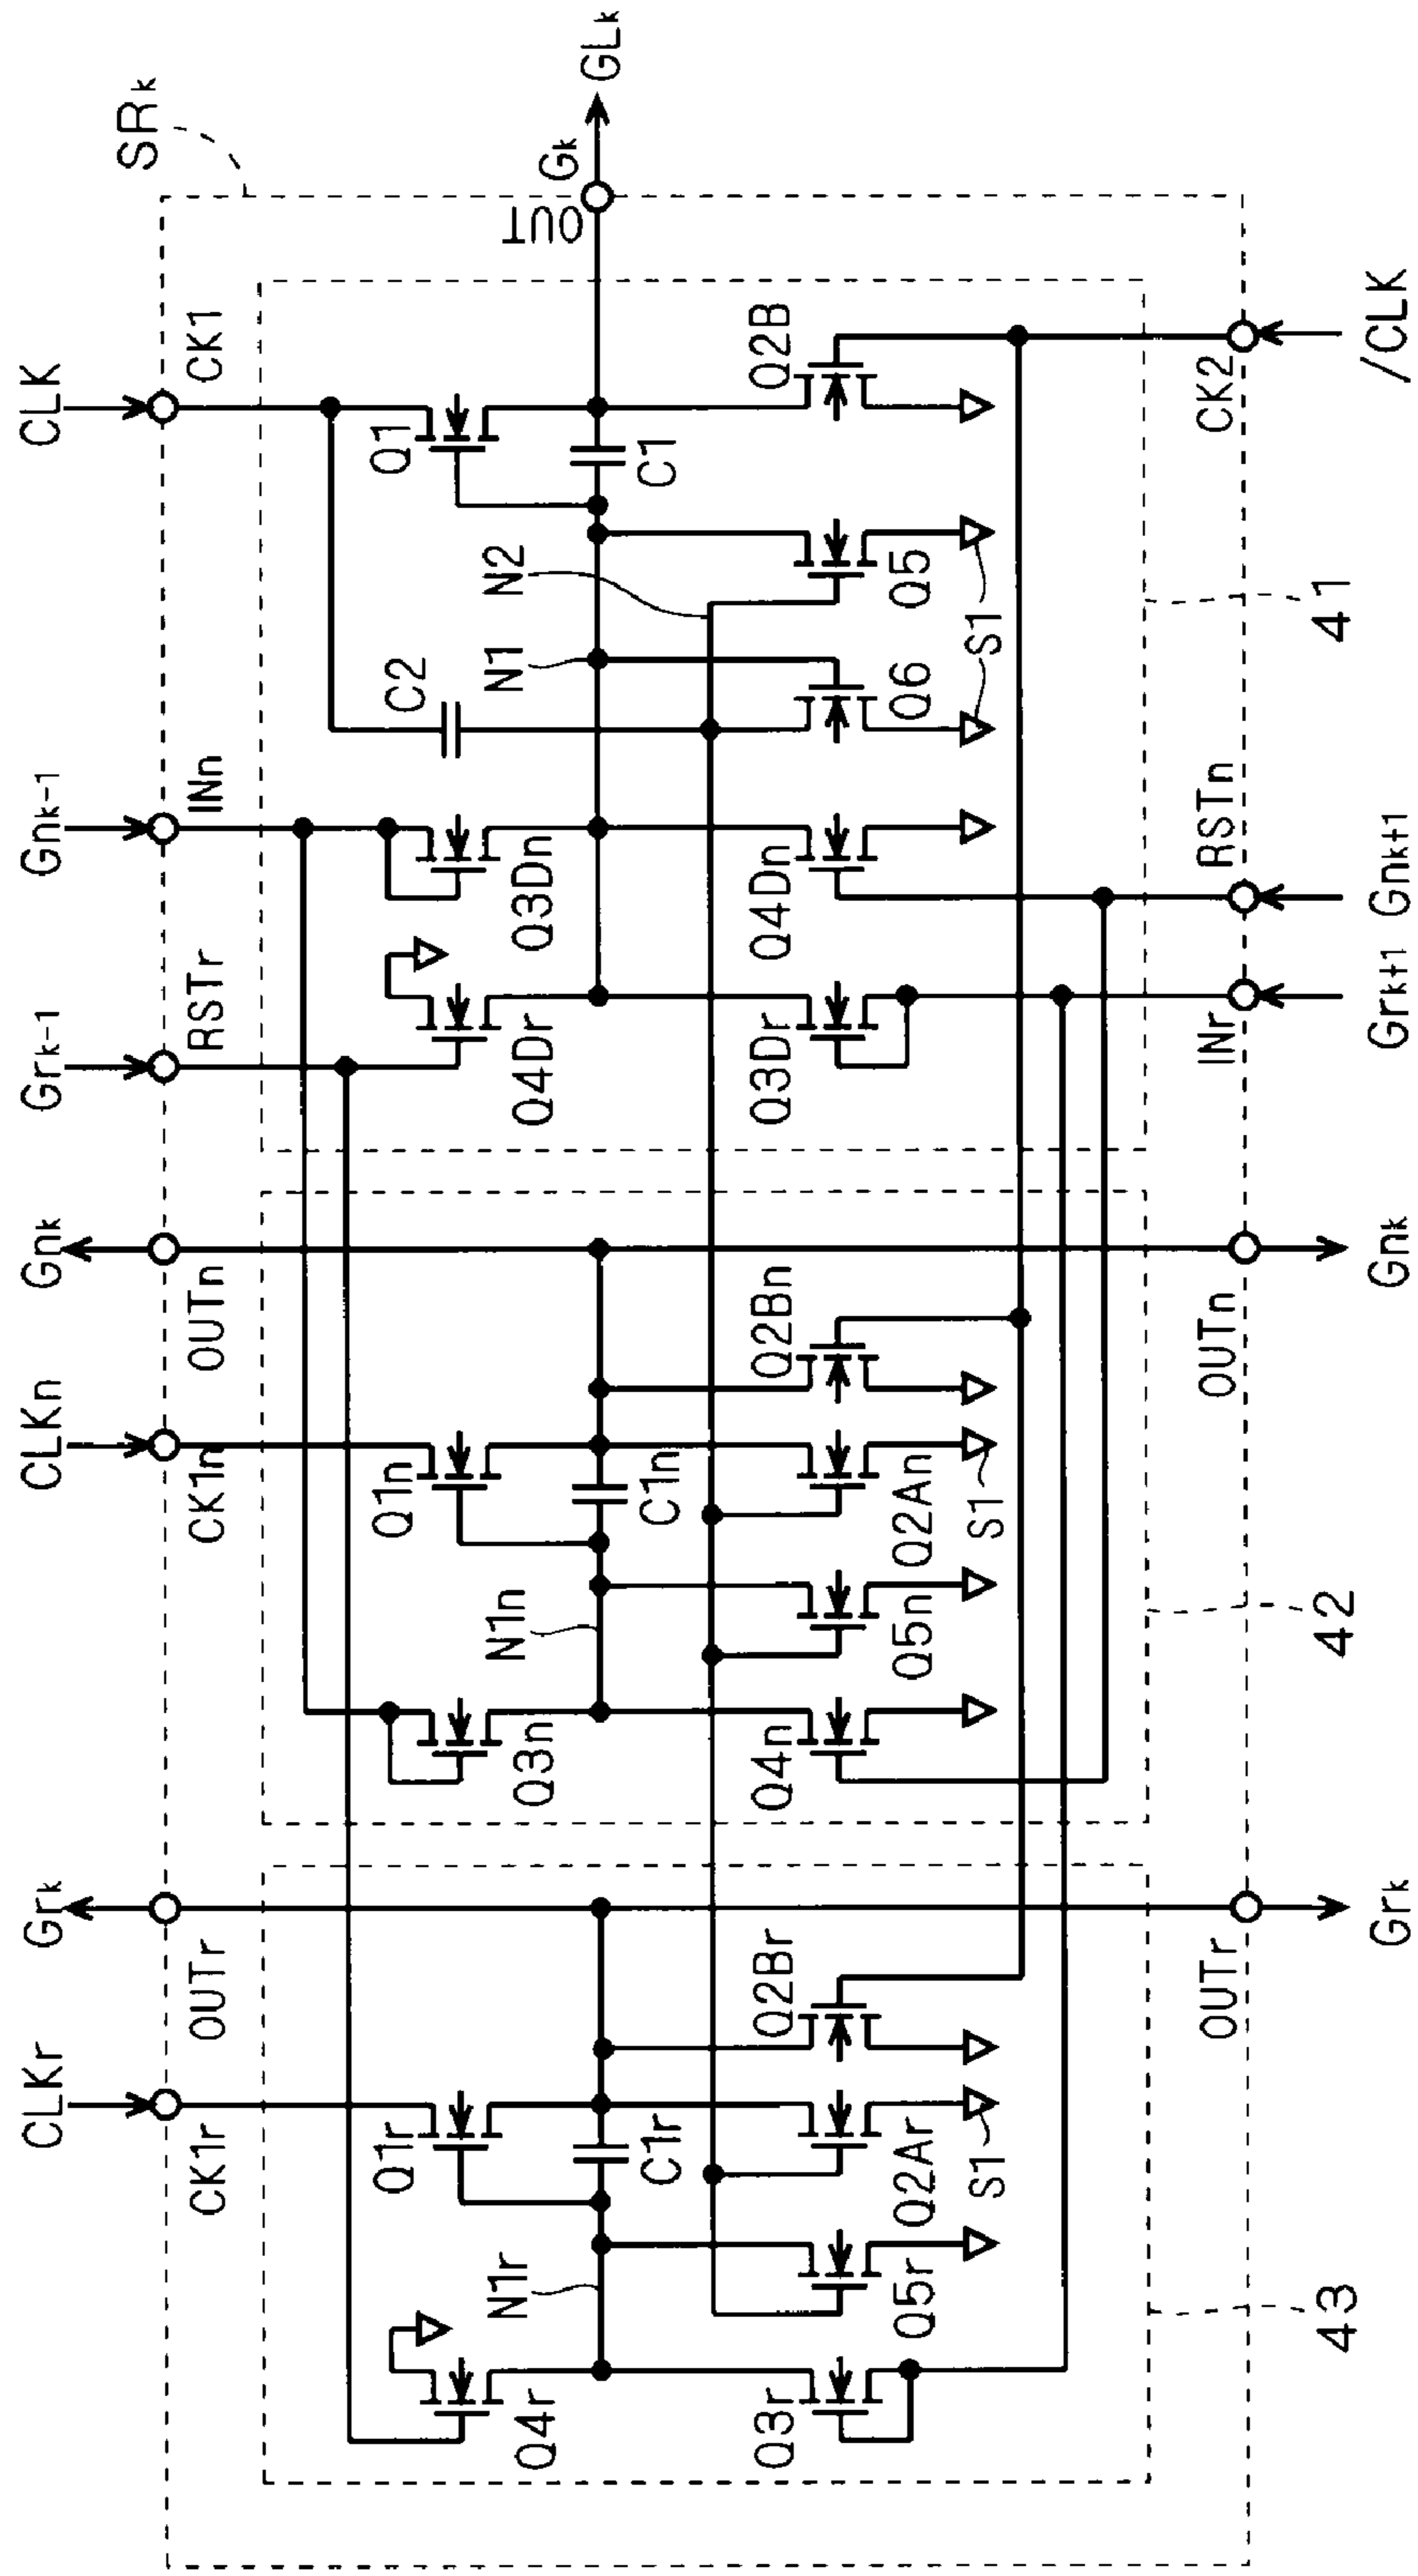 SRk
GLk
Gk
OUT
CLK
CK1
Gnk-1
INn
Grk-1
RSTr
Gnk
OUTn
CLKn
CK1n
Grk
OUTr
CLKr
CK1r
Q1
C1
Q2B
CK2
/CLK
N2
Q5
S1
41
N1
C2
Q6
Q3Dn
Q4Dn
RSTn
Gnk+1
Q4Dr
Q3Dr
INr
Grk+1
Q2Bn
OUTn
Gnk
Q1n
C1n
Q2An
S1
N1n
Q5n
42
Q3n
Q4n
Q2Br
OUTr
Grk
Q1r
C1r
Q2Ar
S1
N1r
Q5r
43
Q4r
Q3r